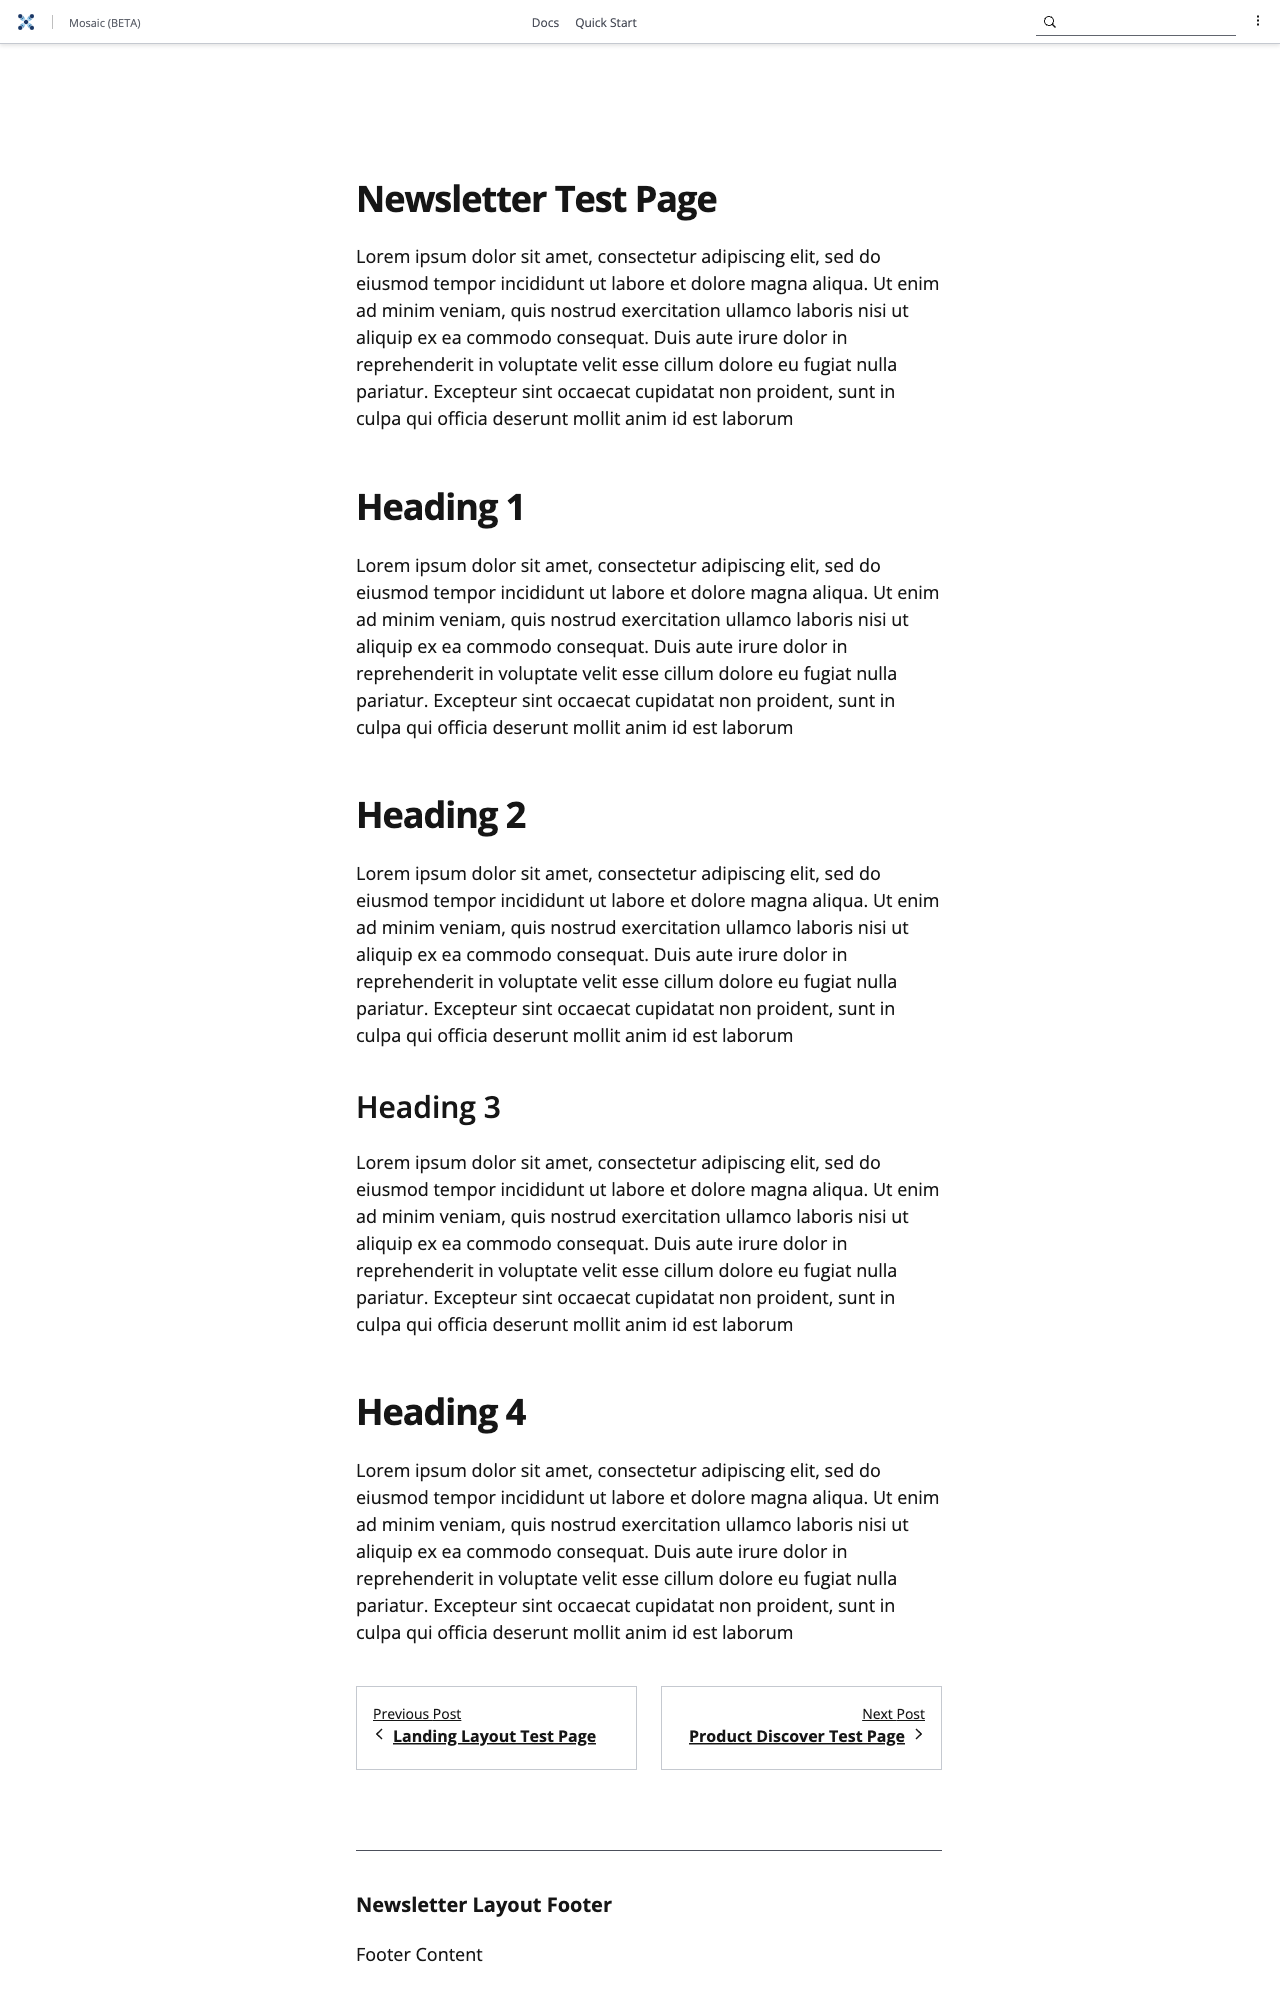 Mosaic (BETA)
Docs
Quick Start
Newsletter Test Page
Lorem ipsum dolor sit amet, consectetur adipiscing elit, sed do
eiusmod tempor incididunt ut labore et dolore magna aliqua. Ut enim
ad minim veniam, quis nostrud exercitation ullamco laboris nisi ut
aliquip ex ea commodo consequat. Duis aute irure dolor in
reprehenderit in voluptate velit esse cillum dolore eu fugiat nulla
pariatur. Excepteur sint occaecat cupidatat non proident, sunt in
culpa qui officia deserunt mollit anim id est laborum
Heading 1
Lorem ipsum dolor sit amet, consectetur adipiscing elit, sed do
eiusmod tempor incididunt ut labore et dolore magna aliqua. Ut enim
ad minim veniam, quis nostrud exercitation ullamco laboris nisi ut
aliquip ex ea commodo consequat. Duis aute irure dolor in
reprehenderit in voluptate velit esse cillum dolore eu fugiat nulla
pariatur. Excepteur sint occaecat cupidatat non proident, sunt in
culpa qui officia deserunt mollit anim id est laborum
Heading 2
Lorem ipsum dolor sit amet, consectetur adipiscing elit, sed do
eiusmod tempor incididunt ut labore et dolore magna aliqua. Ut enim
ad minim veniam, quis nostrud exercitation ullamco laboris nisi ut
aliquip ex ea commodo consequat. Duis aute irure dolor in
reprehenderit in voluptate velit esse cillum dolore eu fugiat nulla
pariatur. Excepteur sint occaecat cupidatat non proident, sunt in
culpa qui officia deserunt mollit anim id est laborum
Heading 3
Lorem ipsum dolor sit amet, consectetur adipiscing elit, sed do
eiusmod tempor incididunt ut labore et dolore magna aliqua. Ut enim
ad minim veniam, quis nostrud exercitation ullamco laboris nisi ut
aliquip ex ea commodo consequat. Duis aute irure dolor in
reprehenderit in voluptate velit esse cillum dolore eu fugiat nulla
pariatur. Excepteur sint occaecat cupidatat non proident, sunt in
culpa qui officia deserunt mollit anim id est laborum
Heading 4
Lorem ipsum dolor sit amet, consectetur adipiscing elit, sed do
eiusmod tempor incididunt ut labore et dolore magna aliqua. Ut enim
ad minim veniam, quis nostrud exercitation ullamco laboris nisi ut
aliquip ex ea commodo consequat. Duis aute irure dolor in
reprehenderit in voluptate velit esse cillum dolore eu fugiat nulla
pariatur. Excepteur sint occaecat cupidatat non proident, sunt in
culpa qui officia deserunt mollit anim id est laborum
Previous Post
Landing Layout Test Page
Next Post
Product Discover Test Page
Newsletter Layout Footer
Footer Content